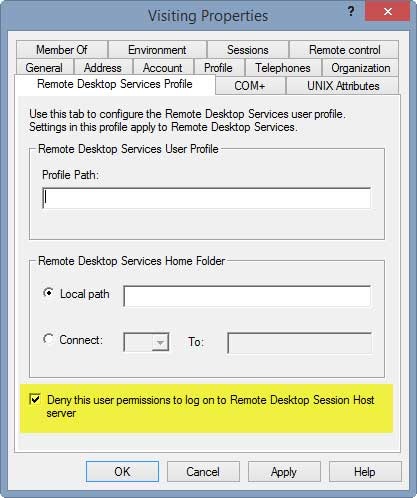 Visiting Properties
?
Member Of Environment Sessions Remote control
General Address Account Profile Telephones Organization
Remote Desktop Services Profile COM+ UNIX Attributes
Use this tab to configure the Remote Desktop Services user profile.
Settings in this profile apply to Remote Desktop Services.
Remote Desktop Services User Profile
Profile Path:
Remote Desktop Services Home Folder
Local path
Connect: To:
Deny this user permissions to log on to Remote Desktop Session Host
server
OK Cancel Apply Help